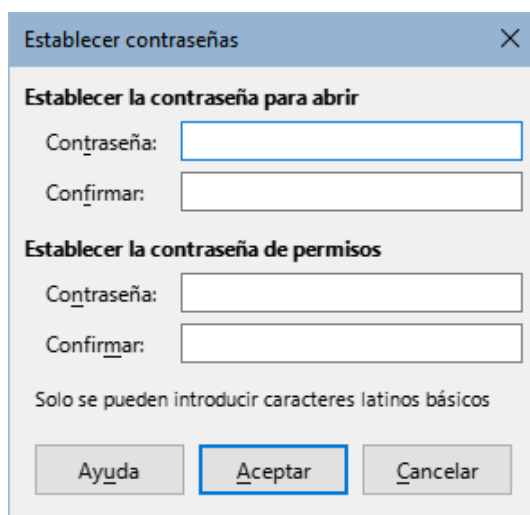 Establecer contraseñas
Establecer la contraseña para abrir
Contraseña:
Confirmar:
Establecer la contraseña de permisos
Contraseña:
Confirmar:
Solo se pueden introducir caracteres latinos básicos
Ayuda Aceptar Cancelar